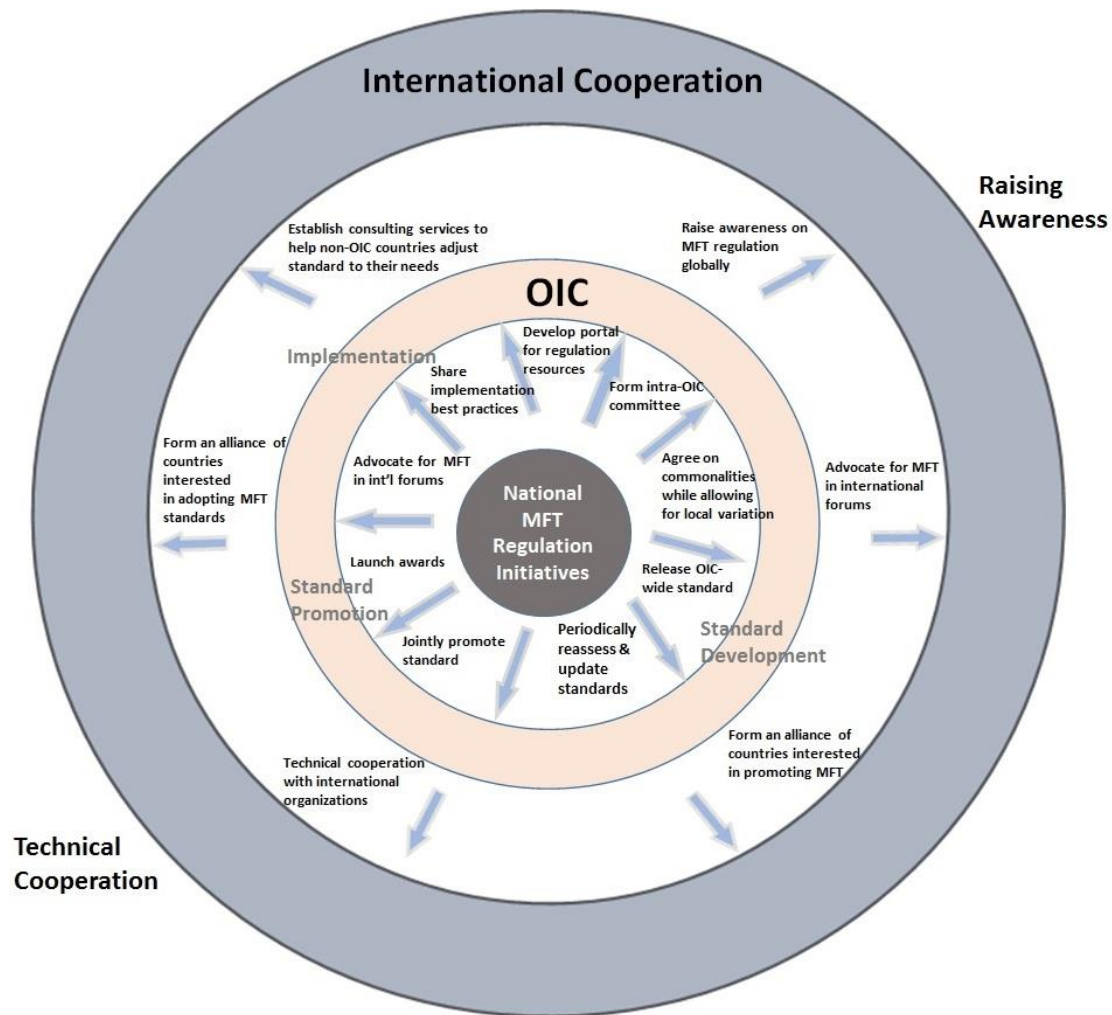 International Cooperation
Raising
Awareness
Establish consulting services to
help non-OIC countries adjust
standard to their needs
Raise awareness on
MFT regulation
globally
OIC
Implementation
Develop portal
for regulation
resources
Share
implementation
best practices
Form intra-OIC
committee
Form an alliance of
countries
interested
in adopting MFT
standards
Advocate for MFT
in int'l forums
Agree on
commonalities
while allowing
for local variation
Advocate for MFT
in international
forums
National
MFT
Regulation
Initiatives
Launch awards
Release OIC-
wide standard
Standard
Promotion
Jointly promote
standard
Periodically
reassess &
update
standards
Standard
Development
Technical cooperation
with international
organizations
Form an alliance of
countries interested
in promoting MFT
Technical
Cooperation